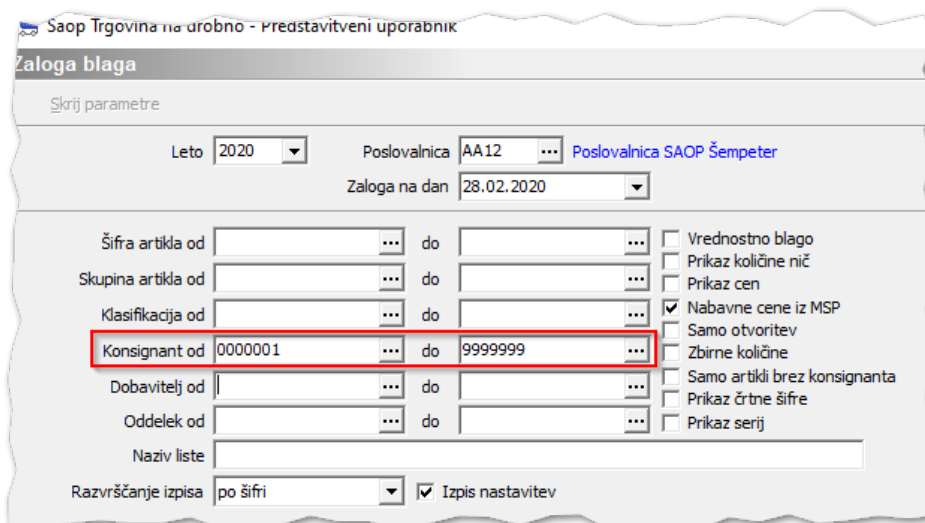 Saop Trgovina na drobno - Predstavitveni uporabnik
Zaloga blaga
Skrij parametre
Leto 2020 Poslovalnica AA12 ... Poslovalnica SAOP Šempeter
Zaloga na dan 28.02.2020
Šifra artikla od ... do ... Vrednostno blago
Prikaz količine nič
Skupina artikla od ... do ... Prikaz cen
Klasifikacija od ... do ... Nabavne cene iz MSP
Samo otvoritev
Konsignant od 0000001 ... do 9999999 ... Zbirne količine
Dobavitelj od ... do ... Samo artikli brez konsignanta
Prikaz črtne šifre
Oddelek od ... do ... Prikaz serij
Naziv liste
Razvrščanje izpisa po šifri Izpis nastavitev